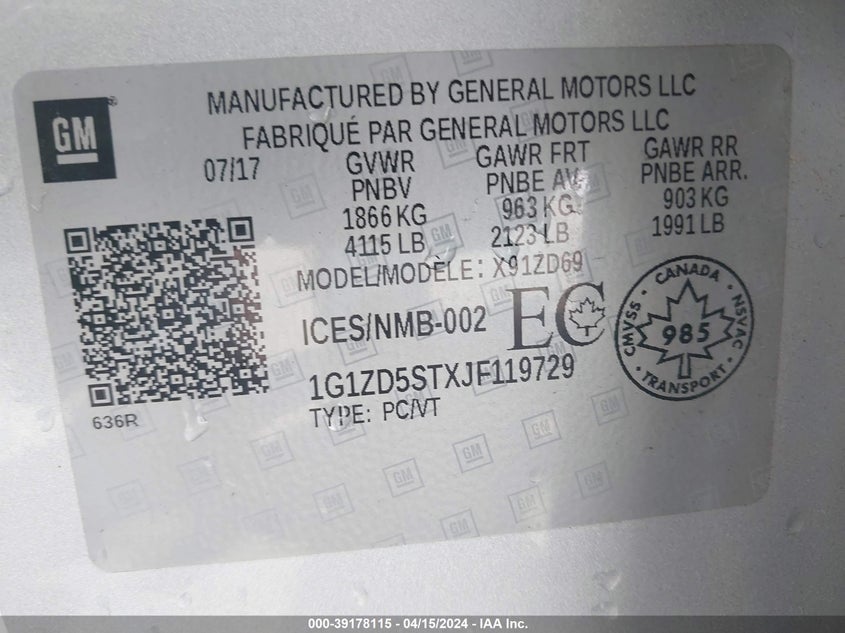 GM
MANUFACTURED BY GENERAL MOTORS LLC
FABRIQUÉ PAR GENERAL MOTORS LLC
07/17
GVWR
PNBV
1866 KG
4115 LB
GAWR FRT
PNBE AV.
963 KG
2123 LB
GAWR RR
PNBE ARR.
903 KG
1991 LB
MODEL/MODÈLE: X91ZD69
ICES/NMB-002
EC
1G1ZD5STXJF119729
TYPE: PC/VT
636R
CANADA
CMVSS
NSVAC
985
TRANSPORT
000-39178115 - 04/15/2024 - IAA Inc.